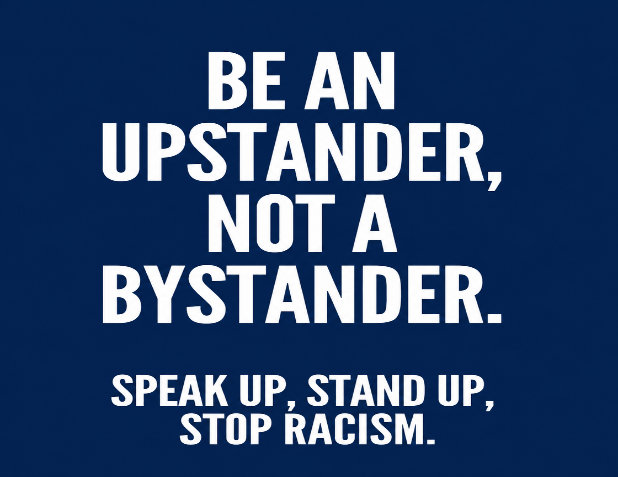 BE AN
UPSTANDER,
NOT A
BYSTANDER.
SPEAK UP, STAND UP,
STOP RACISM.